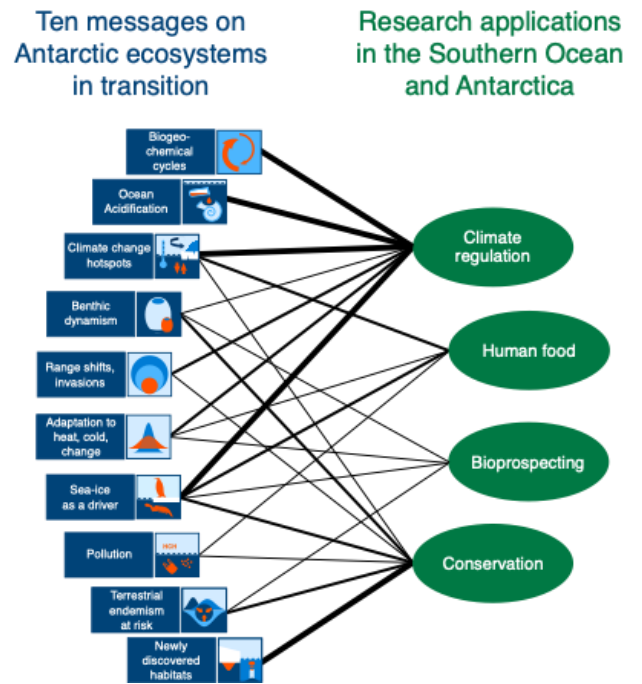 Ten messages on
Antarctic ecosystems
in transition
Research applications
in the Southern Ocean
and Antarctica
Biogeo-
chemical
cycles
Ocean
Acidification
Climate change
hotspots
Benthic
dynamism
Range shifts,
invasions
Adaptation to
heat, cold,
change
Sea-ice
as a driver
Pollution
HGH
Terrestrial
endemism
at risk
Newly
discovered
habitats
Climate
regulation
Human food
Bioprospecting
Conservation